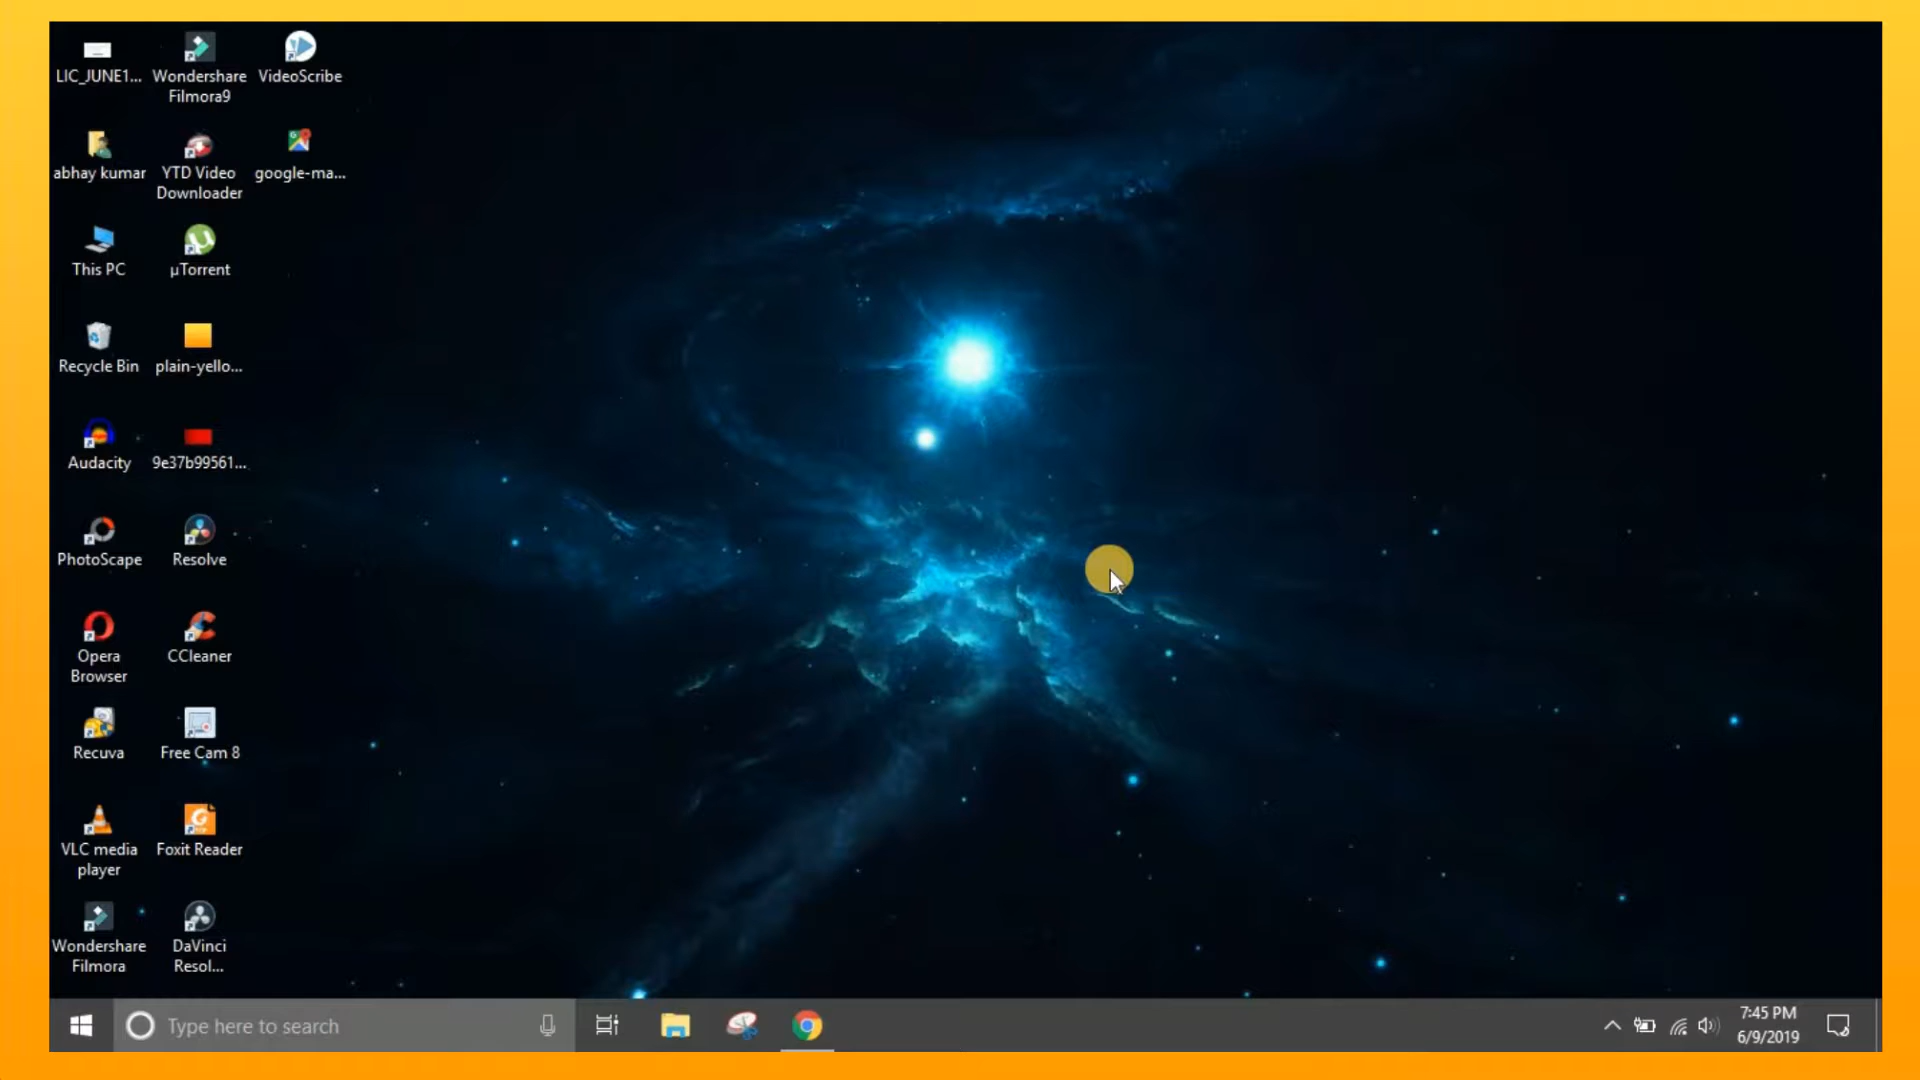 LIC_JUNE1...
Wondershare
Filmora9
VideoScribe
abhay kumar
YTD Video
Downloader
google-ma...
This PC
µTorrent
Recycle Bin
plain-yello...
Audacity
9e37b99561...
PhotoScape
Resolve
Opera
Browser
CCleaner
Recuva
Free Cam 8
VLC media
player
Foxit Reader
Wondershare
Filmora
DaVinci
Resol...
Type here to search
7:45 PM
6/9/2019